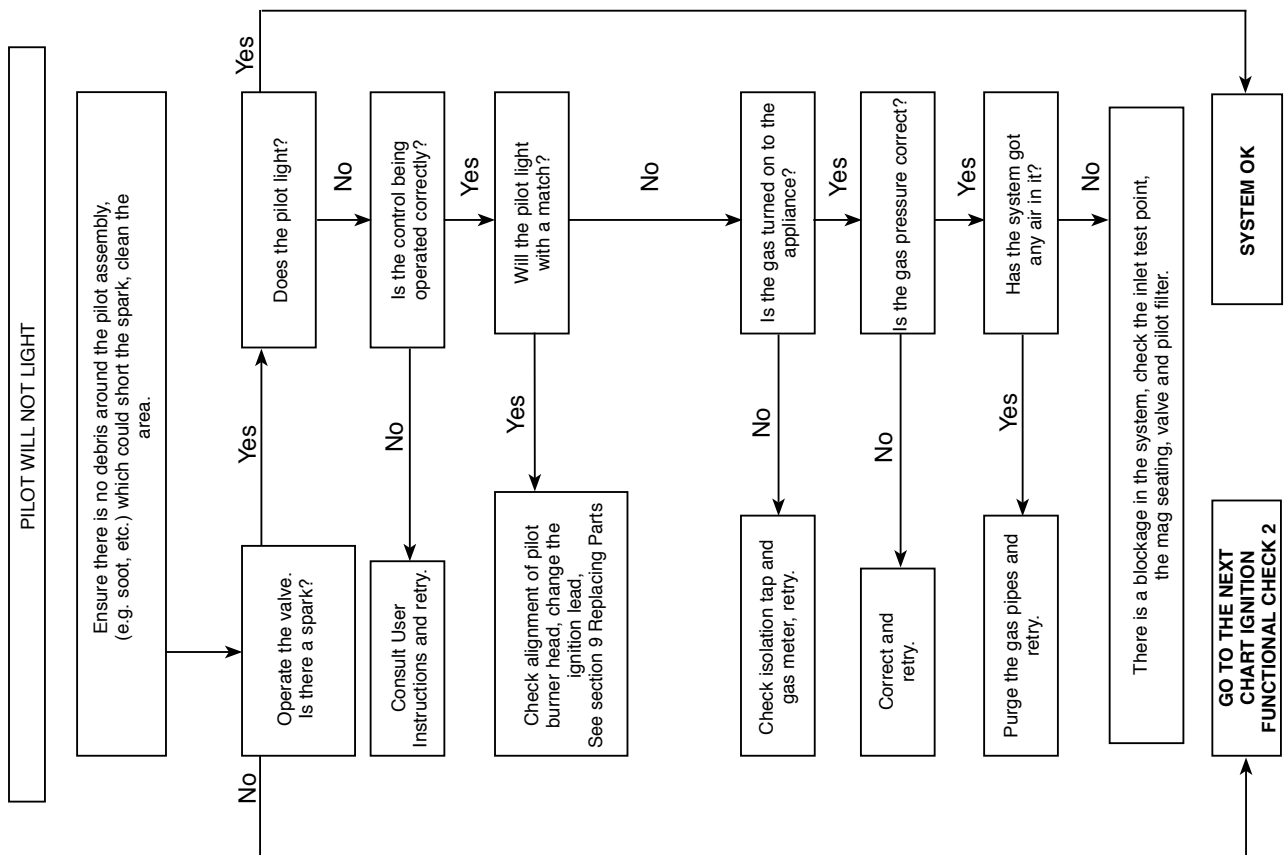 PILOT WILL NOT LIGHT
Ensure there is no debris around the pilot assembly,
(e.g. soot, etc.) which could short the spark, clean the
area.
Operate the valve.
Is there a spark?
No
Yes
Does the pilot light?
Yes
No
Is the control being
operated correctly?
No
Consult User
Instructions and retry.
Yes
Will the pilot light
with a match?
Yes
Check alignment of pilot
burner head, change the
ignition lead,
See section 9 Replacing Parts
No
Is the gas turned on to the
appliance?
No
Check isolation tap and
gas meter, retry.
Yes
Is the gas pressure correct?
No
Correct and
retry.
Yes
Has the system got
any air in it?
Yes
Purge the gas pipes and
retry.
No
There is a blockage in the system, check the inlet test point,
the mag seating, valve and pilot filter.
GO TO THE NEXT
CHART IGNITION
FUNCTIONAL CHECK 2
SYSTEM OK